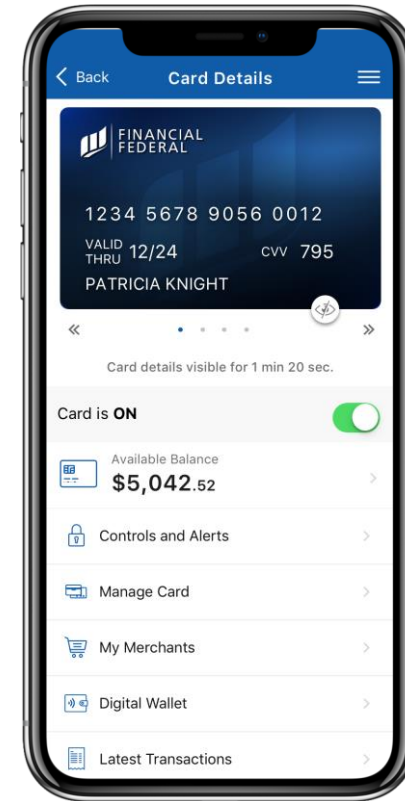 Back Card Details
FINANCIAL
FEDERAL
1234 5678 9056 0012
VALID
THRU 12/24 CVV 795
PATRICIA KNIGHT
« »
Card details visible for 1 min 20 sec.
Card is ON
Available Balance
$5,042.52
Controls and Alerts
Manage Card
My Merchants
Digital Wallet
Latest Transactions